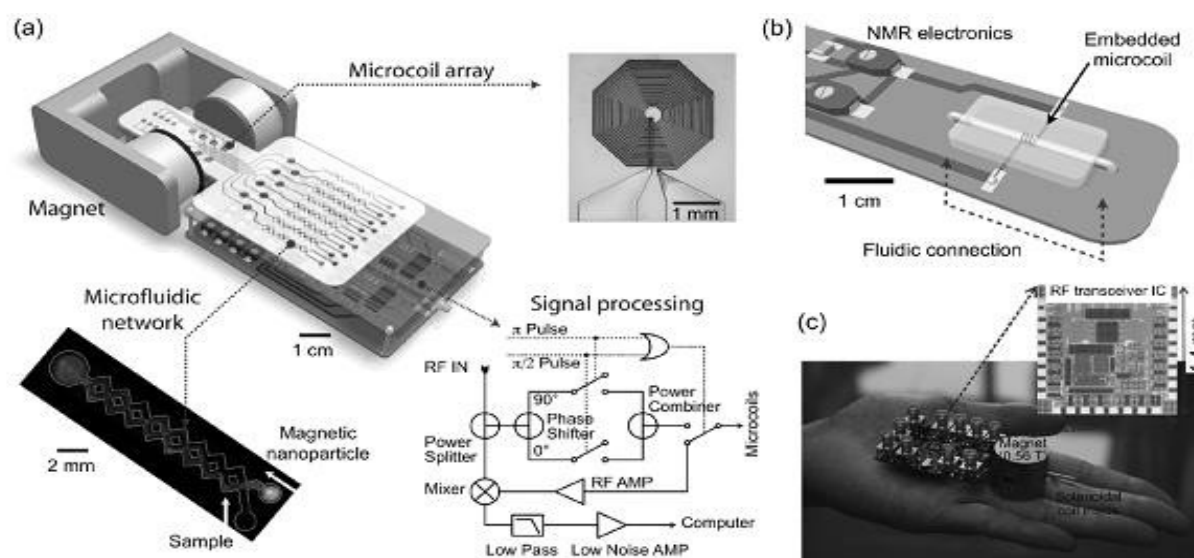 (a)
Microcoil array
1 mm
Magnet
Microfluidic
network
1 cm
2 mm
Magnetic
nanoparticle
Sample
Signal processing
π Pulse
π/2 Pulse
RF IN
90°
Phase
Shifter
0°
Power
Combiner
Power
Splitter
Microcoils
Mixer
RF AMP
Computer
Low Pass
Low Noise AMP
(b)
NMR electronics
Embedded
microcoil
1 cm
Fluidic connection
(c)
RF transceiver IC
Magnet
(0.56 T)
Solenoidal